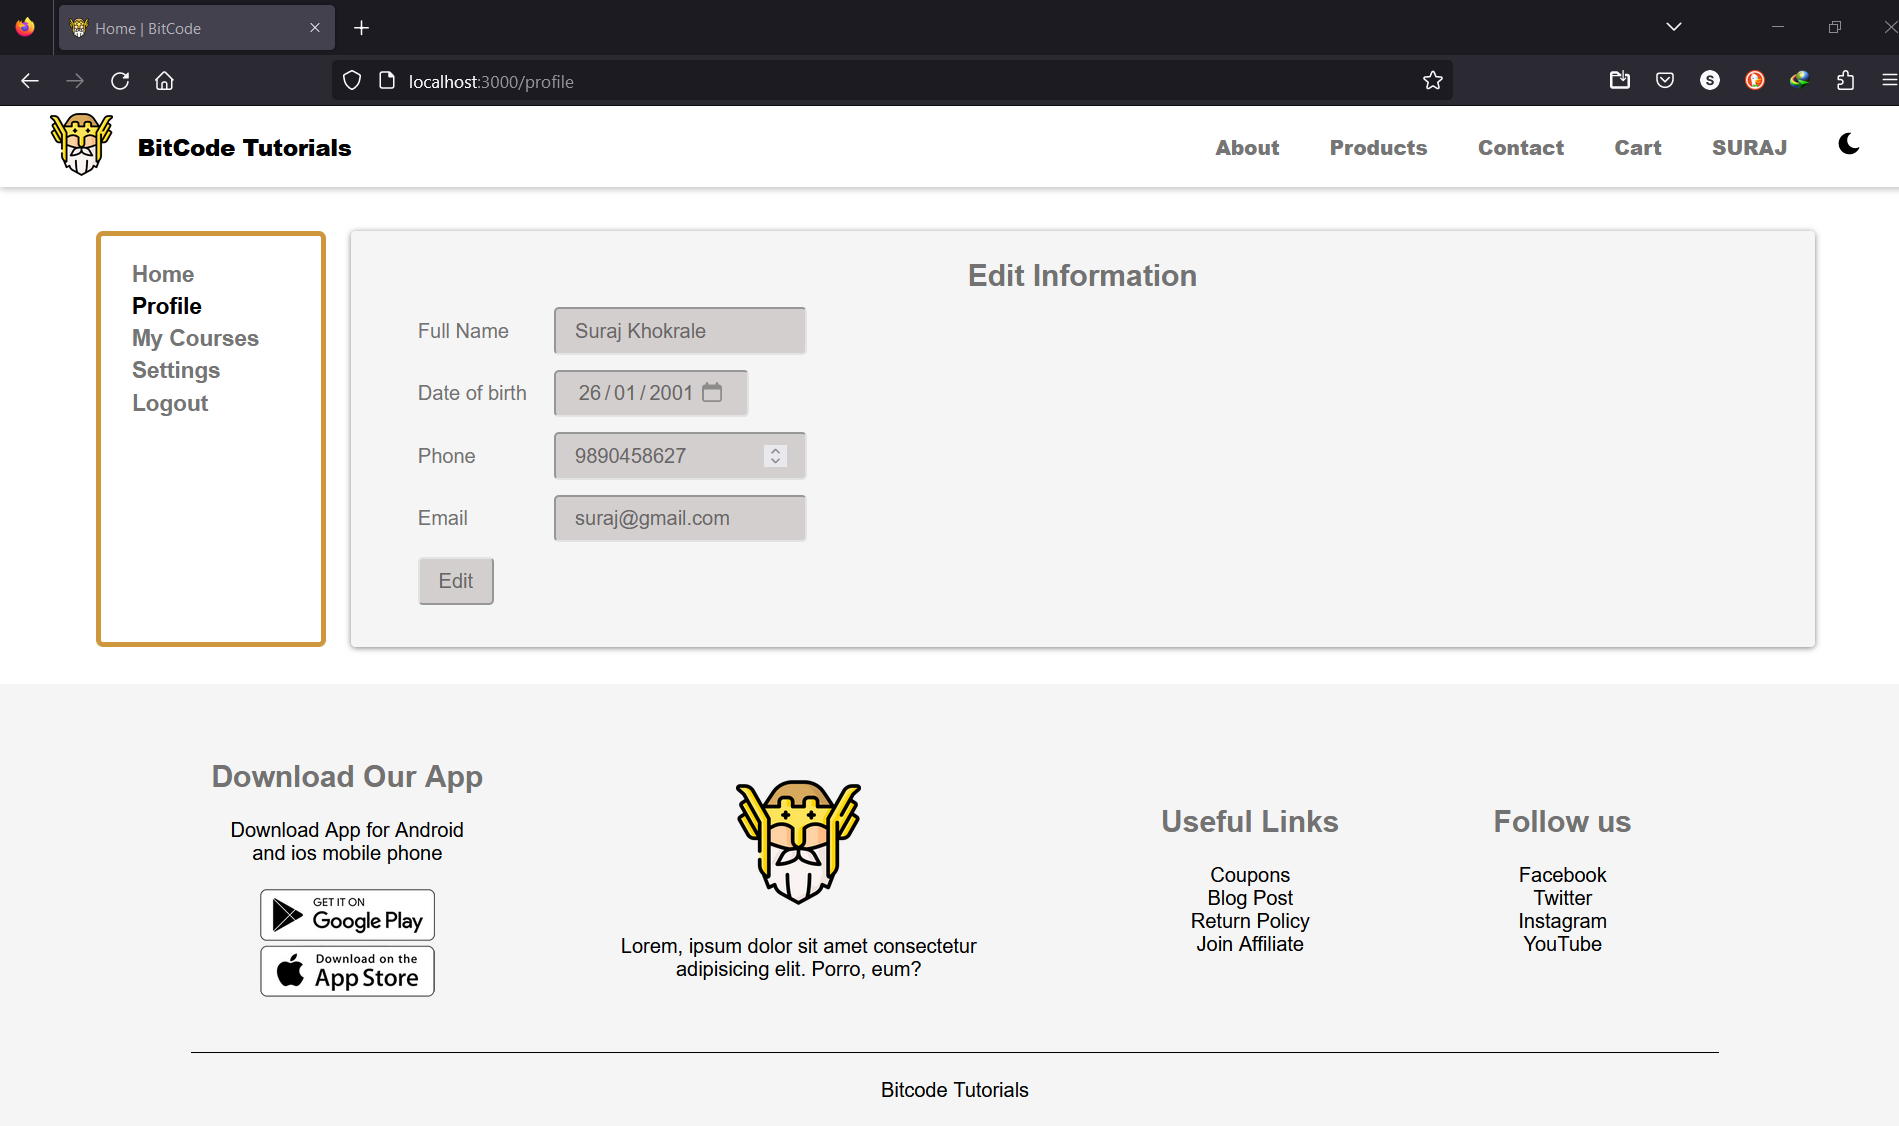 Home | BitCode
localhost:3000/profile
S
BitCode Tutorials
About Products Contact Cart SURAJ
Home
Profile
My Courses
Settings
Logout
Edit Information
Full Name Suraj Khokrale
Date of birth 26/01/2001
Phone 9890458627
Email suraj@gmail.com
Edit
Download Our App
Download App for Android
and ios mobile phone
GET IT ON
Google Play
Download on the
App Store
Lorem, ipsum dolor sit amet consectetur
adipisicing elit. Porro, eum?
Useful Links
Coupons
Blog Post
Return Policy
Join Affiliate
Follow us
Facebook
Twitter
Instagram
YouTube
Bitcode Tutorials